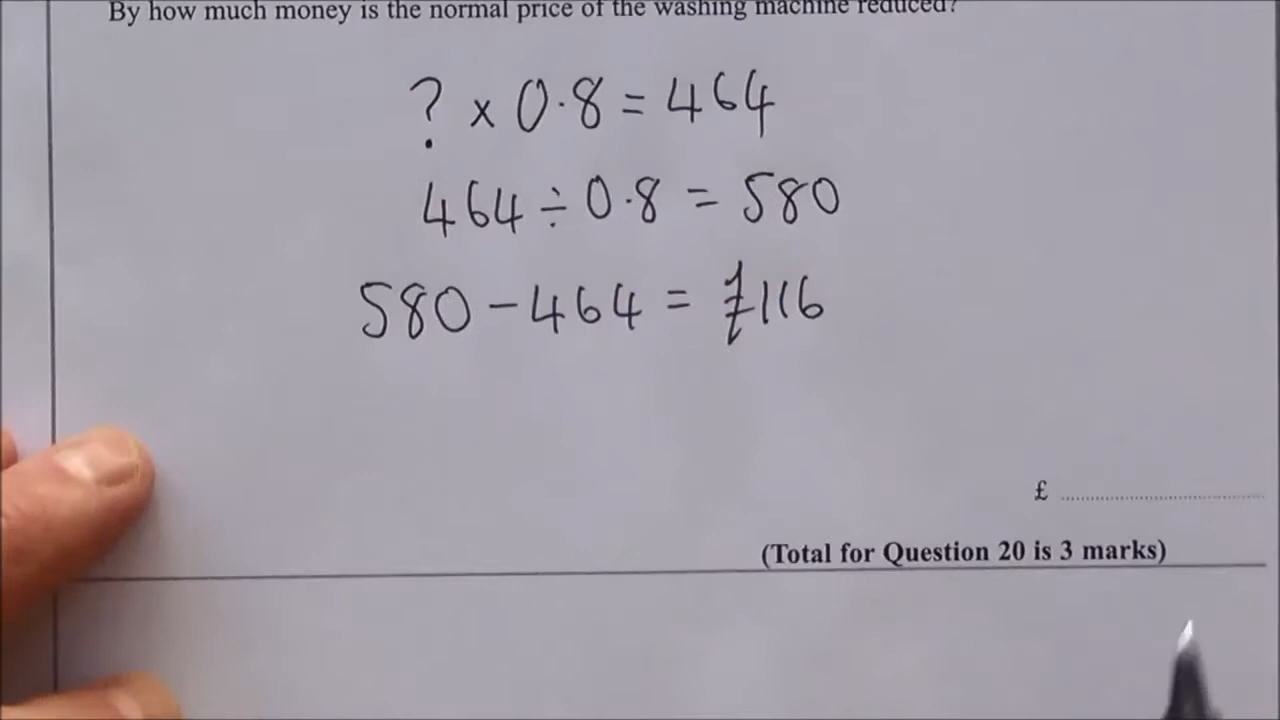 By how much money is the normal price of the washing machine reduced?
? × 0.8 = 464
464 ÷ 0.8 = 580
580 - 464 = £116
£ ........................................
(Total for Question 20 is 3 marks)